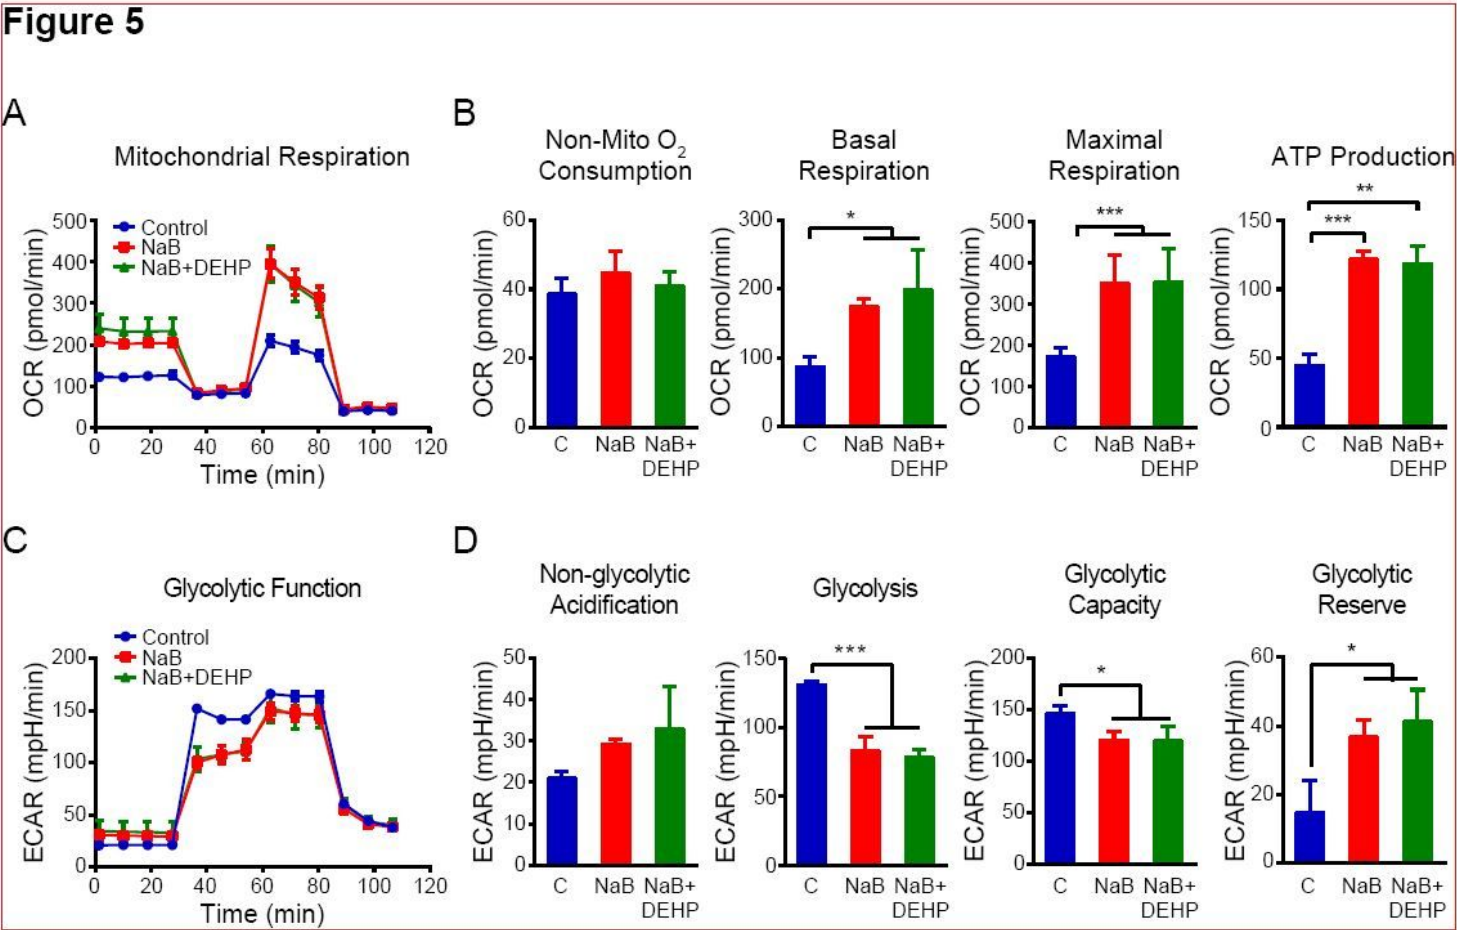 Figure 5
A
Mitochondrial Respiration
OCR (pmol/min)
500
400
300
200
100
0
Control
NaB
NaB+DEHP
0 20 40 60 80 100 120
Time (min)
B
Non-Mito O2
Consumption
OCR (pmol/min)
60
40
20
0
C NaB NaB+
DEHP
Basal
Respiration
OCR (pmol/min)
300
200
100
0
*
C NaB NaB+
DEHP
Maximal
Respiration
OCR (pmol/min)
500
400
300
200
100
0
***
C NaB NaB+
DEHP
ATP Production
OCR (pmol/min)
150
100
50
0
**
***
C NaB NaB+
DEHP
C
Glycolytic Function
ECAR (mpH/min)
200
150
100
50
0
Control
NaB
NaB+DEHP
0 20 40 60 80 100 120
Time (min)
D
Non-glycolytic
Acidification
ECAR (mpH/min)
50
40
30
20
10
0
C NaB NaB+
DEHP
Glycolysis
ECAR (mpH/min)
150
100
50
0
***
C NaB NaB+
DEHP
Glycolytic
Capacity
ECAR (mpH/min)
200
150
100
50
0
*
C NaB NaB+
DEHP
Glycolytic
Reserve
ECAR (mpH/min)
60
40
20
0
*
C NaB NaB+
DEHP